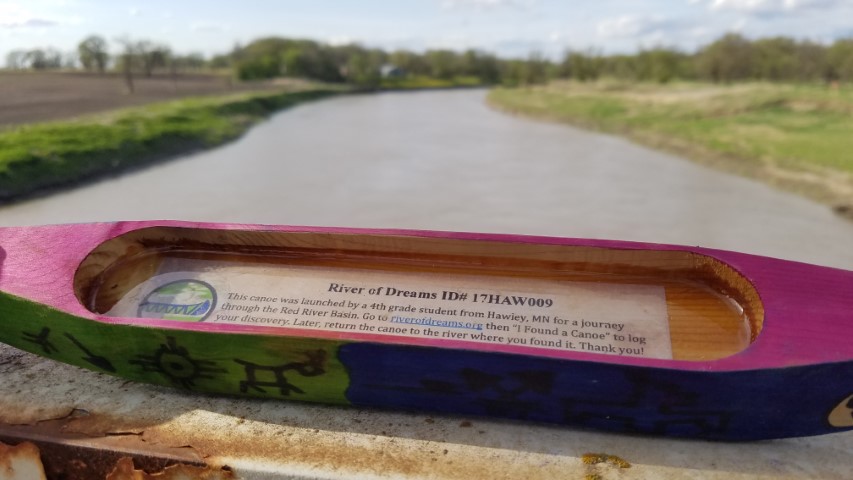 River of Dreams ID# 17HAW009
This canoe was launched by a 4th grade student from Hawley, MN for a journey
through the Red River Basin. Go to riverofdreams.org then "I Found a Canoe" to log
your discovery. Later, return the canoe to the river where you found it. Thank you!